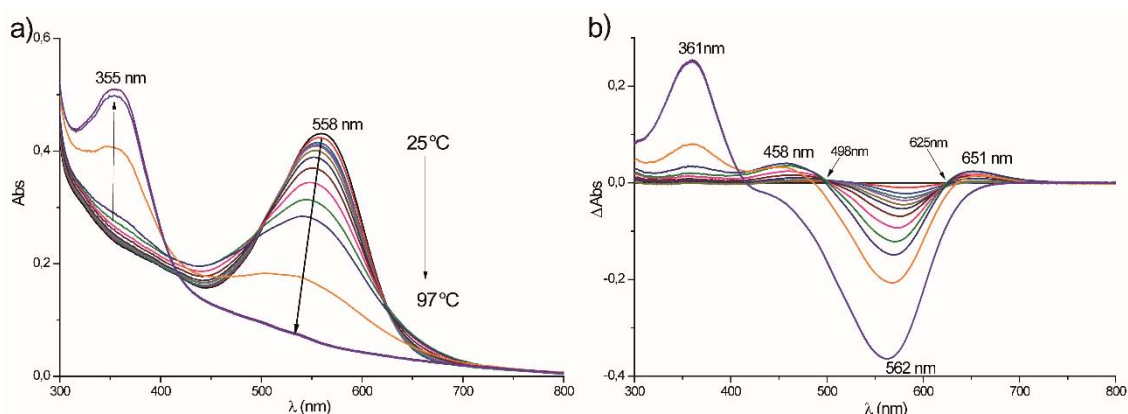 a)
0,6
0,4
0,2
0,0
Abs
355 nm
558 nm
25°C
97°C
300 400 500 600 700 800
λ (nm)
b)
0,2
0,0
-0,2
-0,4
ΔAbs
361nm
458 nm
498nm
625nm
651 nm
562 nm
300 400 500 600 700 800
λ (nm)